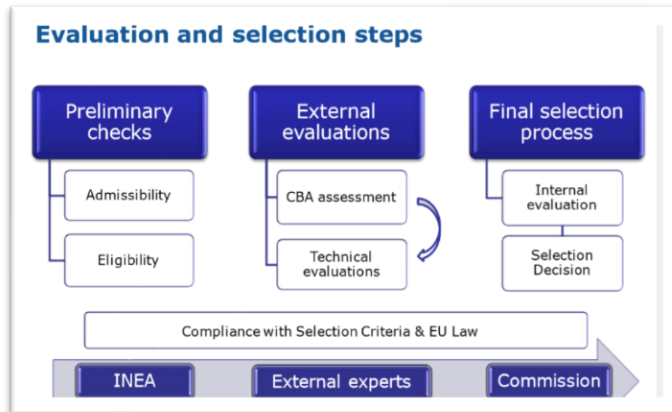 Evaluation and selection steps
Preliminary
checks
Admissibility
Eligibility
External
evaluations
CBA assessment
Technical
evaluations
Final selection
process
Internal
evaluation
Selection
Decision
Compliance with Selection Criteria & EU Law
INEA
External experts
Commission